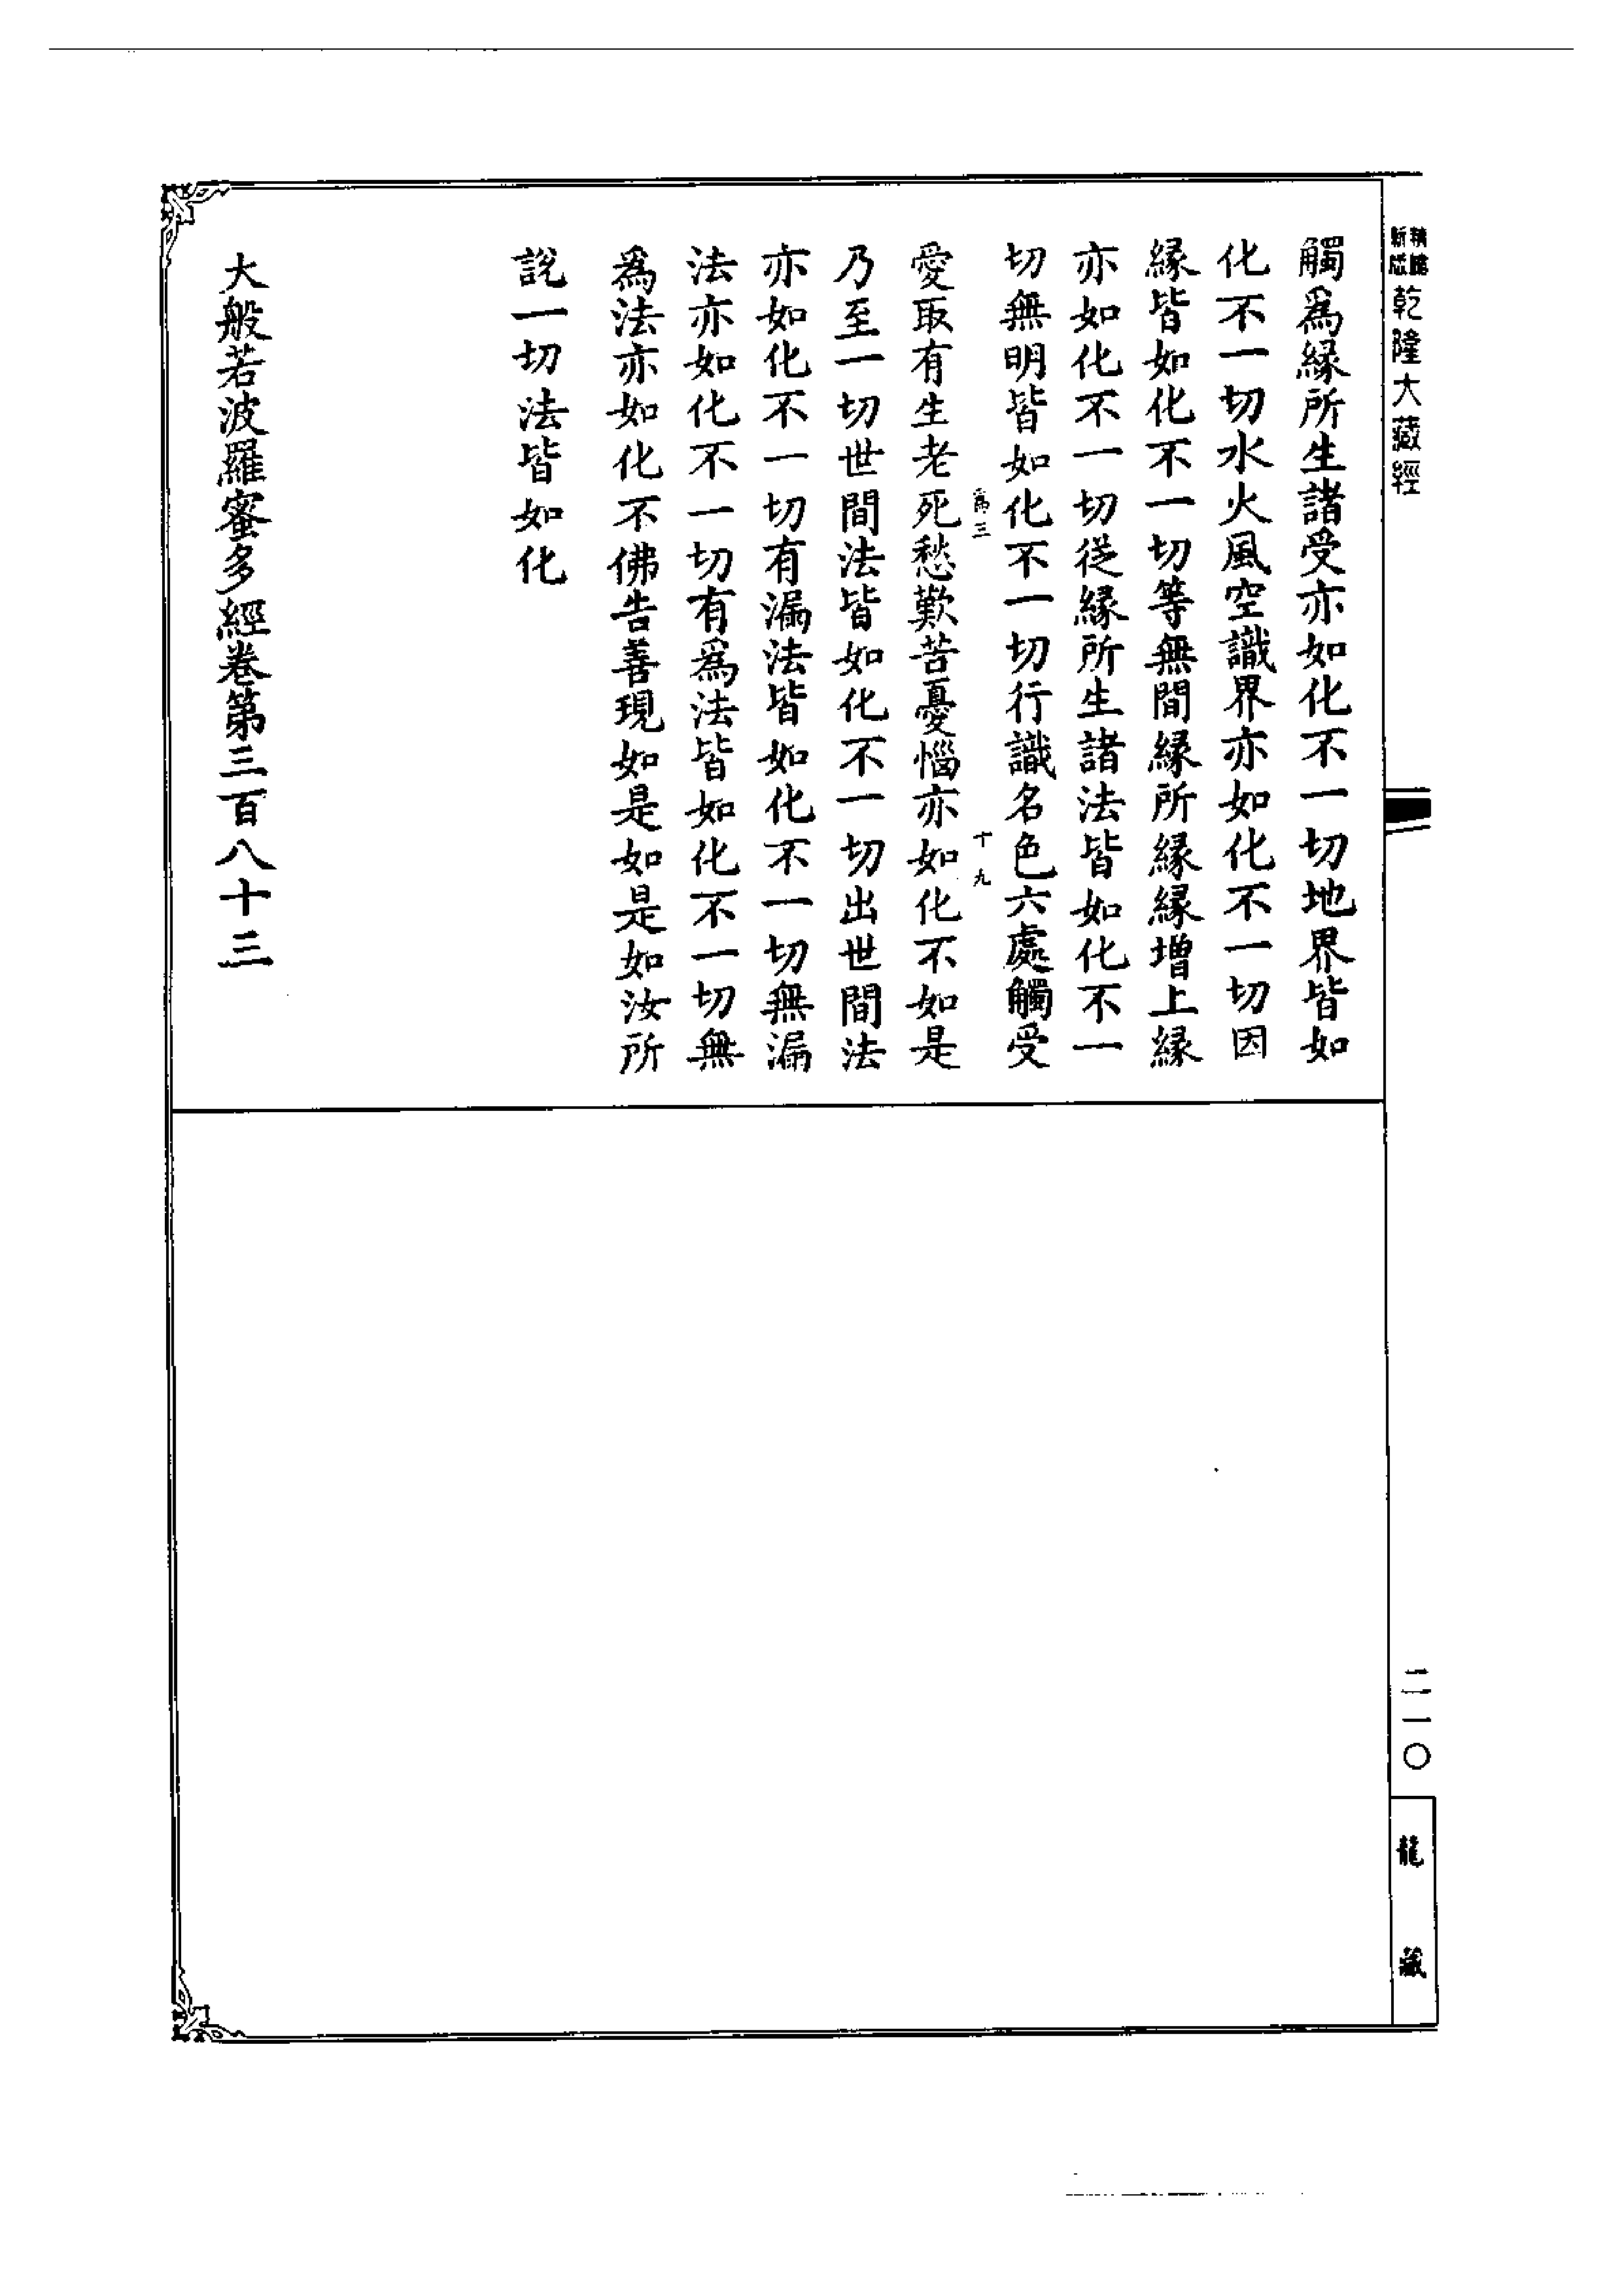 新版精縮
乾隆大藏經
觸爲緣所生諸受亦如化不一切地界皆如
化不一切水火風空識界亦如化不一切因
緣皆如化不一切等無間緣所緣緣增上緣
亦如化不一切從緣所生諸法皆如化不一
切無明皆如化不一切行識名色六處觸受
三
十九
愛取有生老死愁歎苦憂惱亦如化不如是
乃至一切世間法皆如化不一切出世間法
亦如化不一切有漏法皆如化不一切無漏
法亦如化不一切有爲法皆如化不一切無
爲法亦如化不佛告善現如是如是如汝所
說一切法皆如化
大般若波羅蜜多經卷第三百八十三
二一〇
龍藏